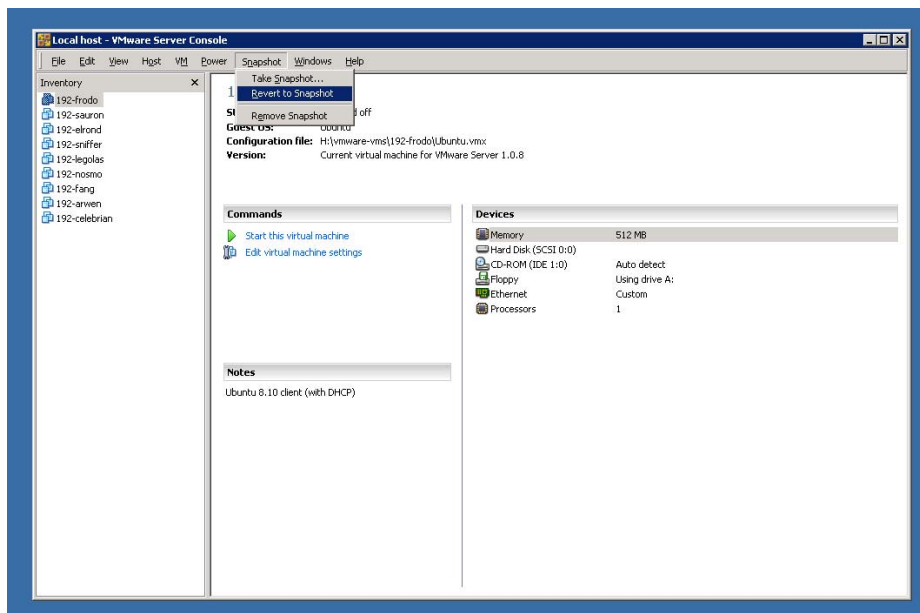 Local host - VMware Server Console
File Edit View Host VM Power Snapshot Windows Help
Inventory
192-frodo
192-sauron
192-elrond
192-sniffer
192-legolas
192-nosmo
192-fang
192-arwen
192-celebrian
Take Snapshot...
Revert to Snapshot
Remove Snapshot
1
off
Guest OS: Ubuntu
Configuration file: H:\vmware-vms\192-frodo\Ubuntu.vmx
Version: Current virtual machine for VMware Server 1.0.8
Commands
Start this virtual machine
Edit virtual machine settings
Devices
Memory 512 MB
Hard Disk (SCSI 0:0)
CD-ROM (IDE 1:0) Auto detect
Floppy Using drive A:
Ethernet Custom
Processors 1
Notes
Ubuntu 8.10 client (with DHCP)